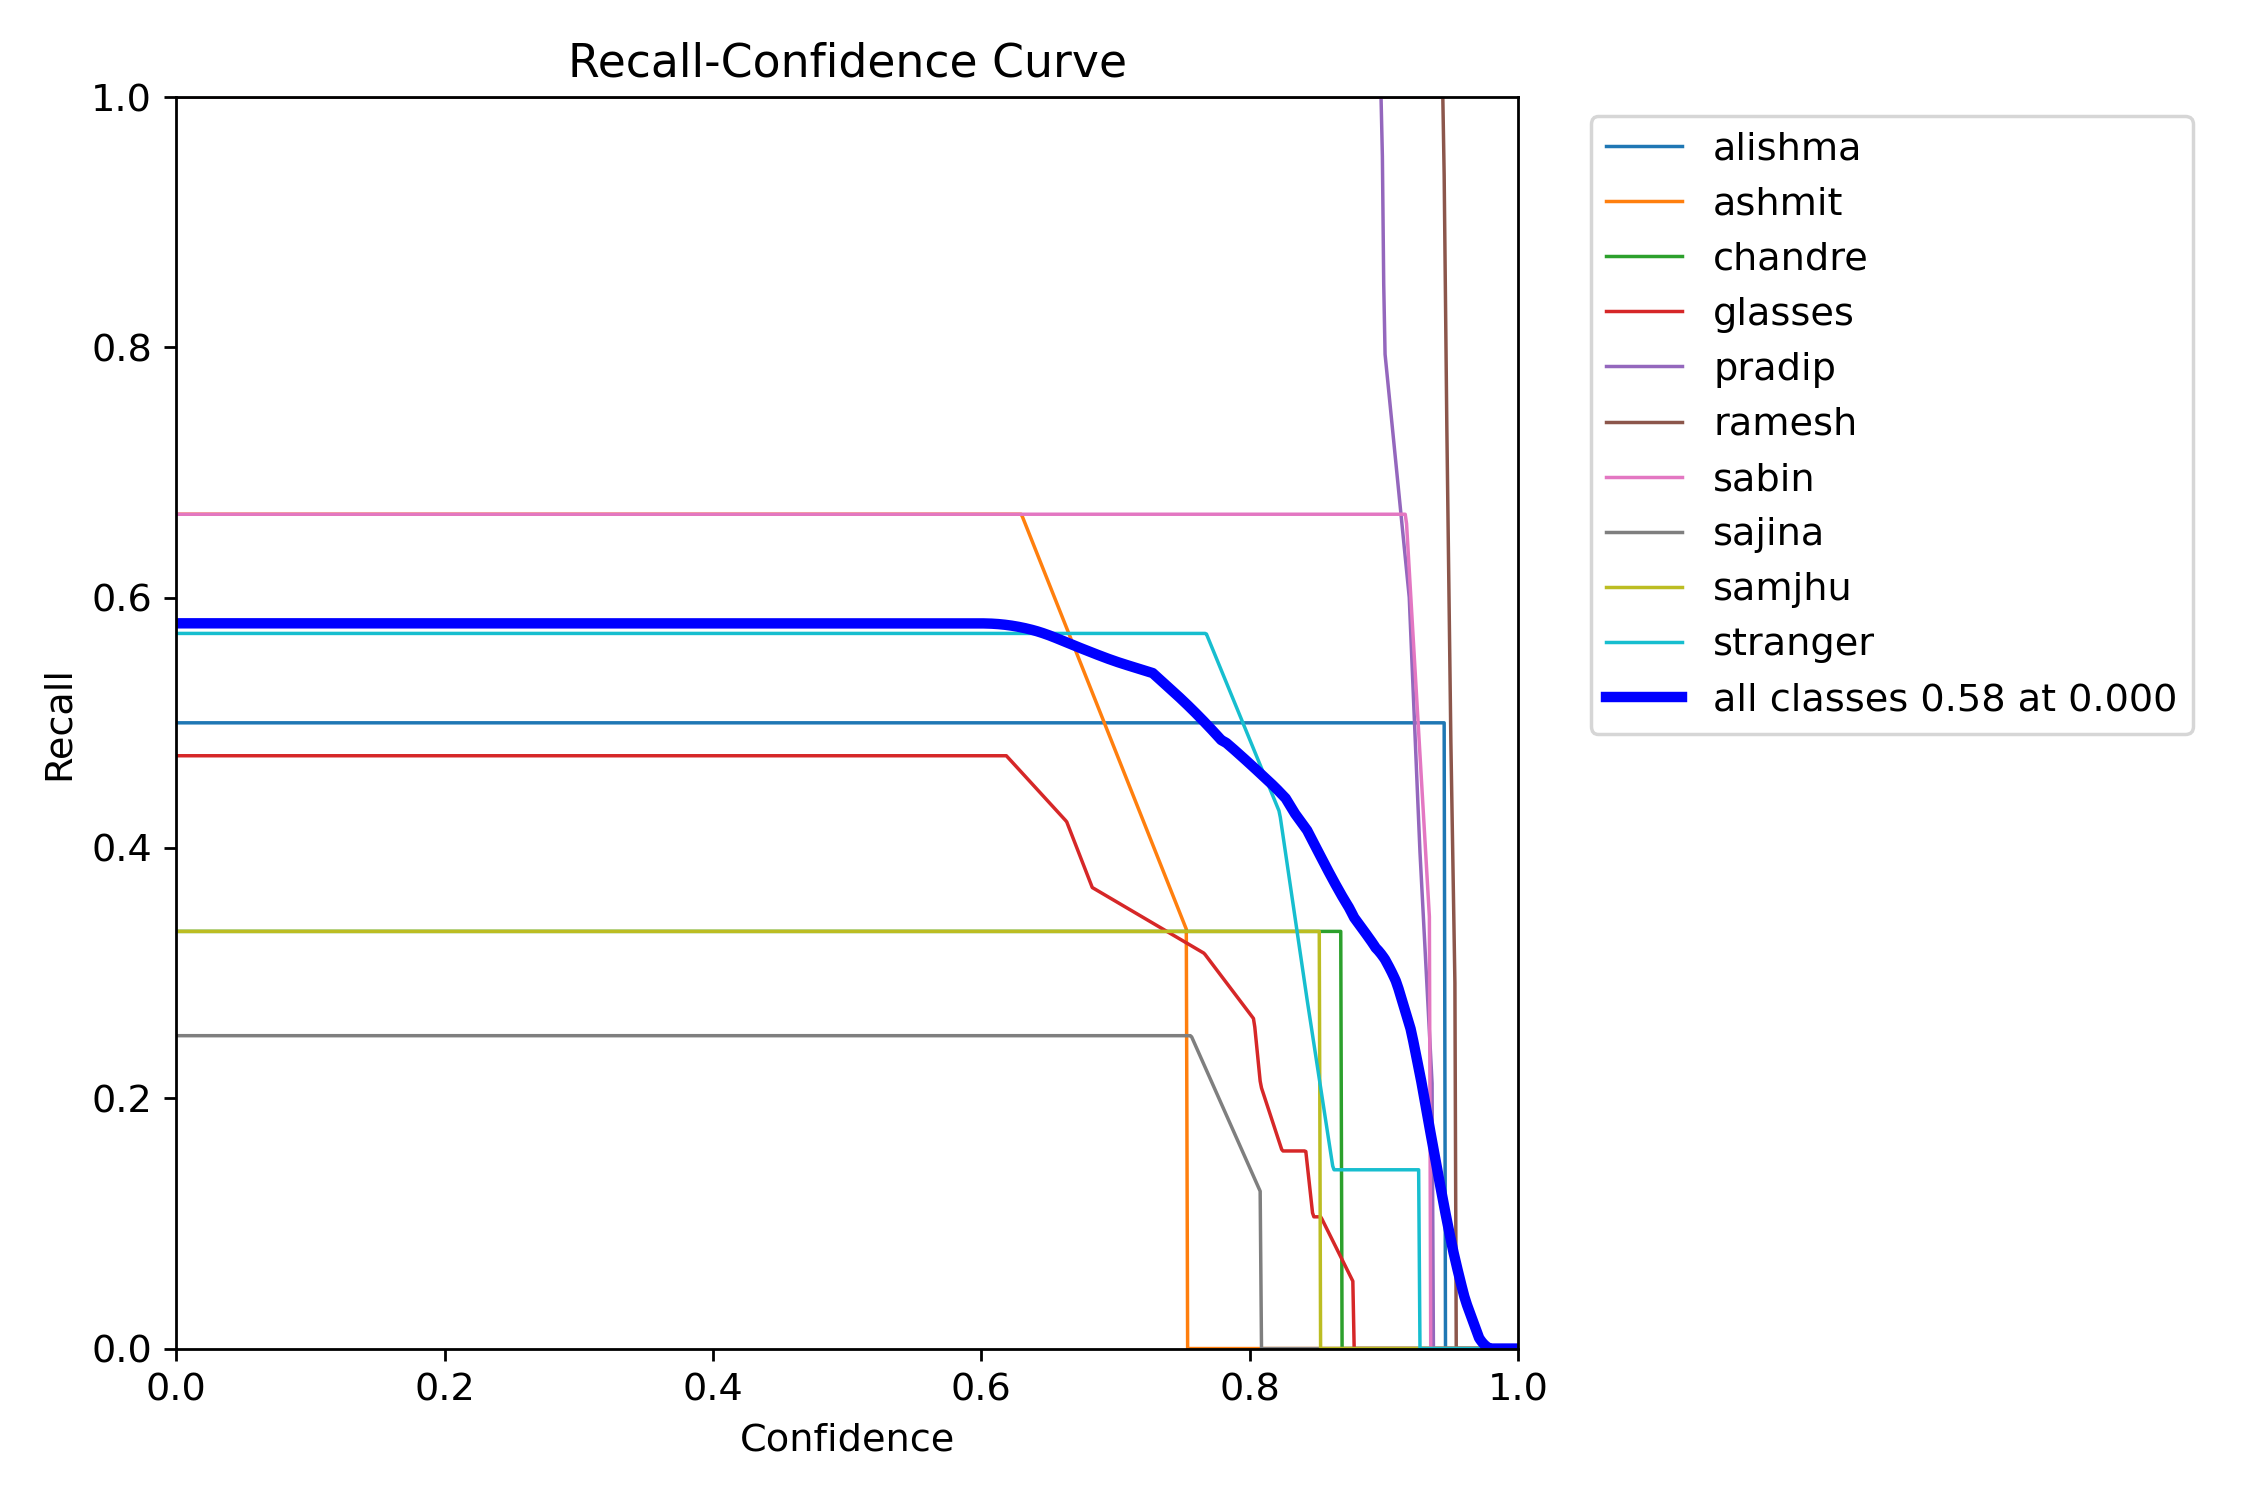 Recall-Confidence Curve
1.0
0.8
0.6
0.4
0.2
0.0
Recall
0.0 0.2 0.4 0.6 0.8 1.0
Confidence
alishma
ashmit
chandre
glasses
pradip
ramesh
sabin
sajina
samjhu
stranger
all classes 0.58 at 0.000